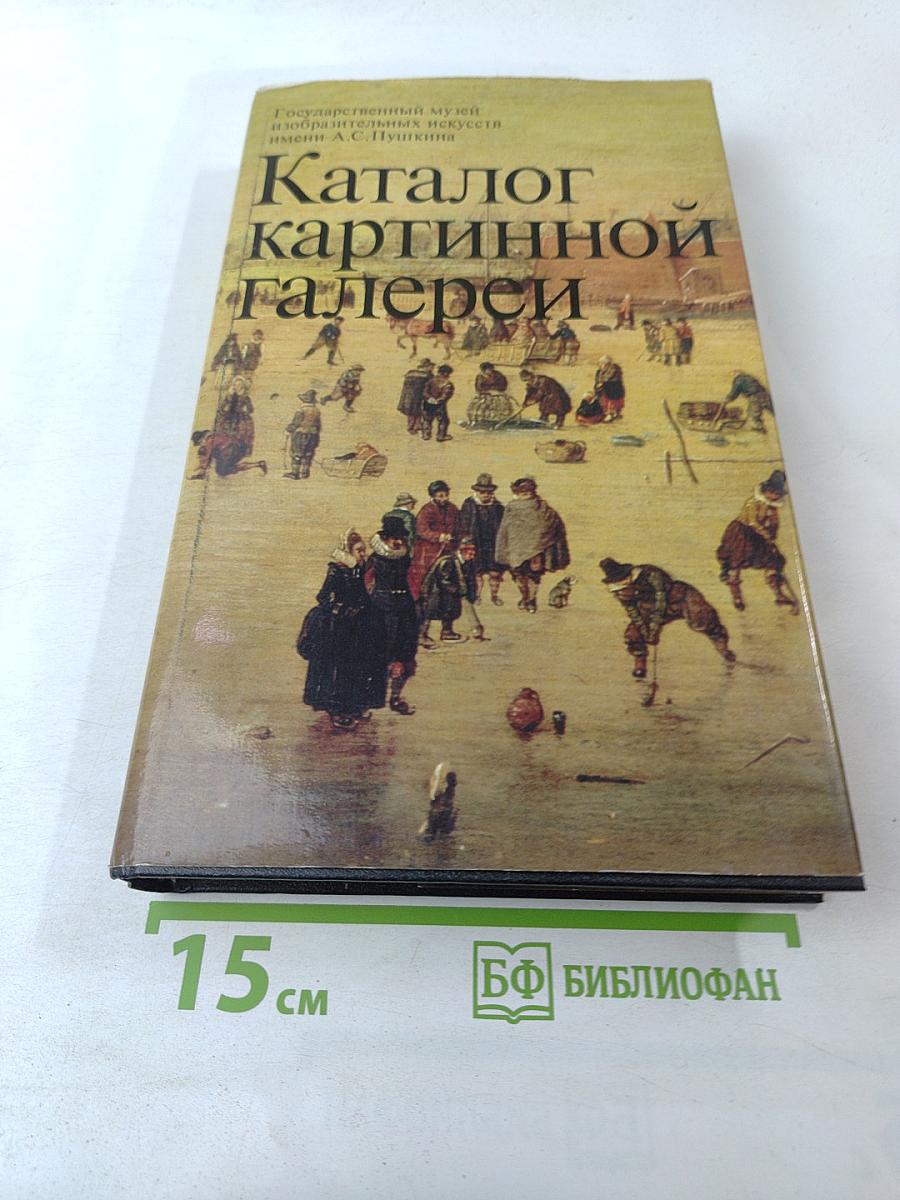 Государственный музей
изобразительных искусств
имени А.С.Пушкина
Каталог
картинной
галереи
15 см
БФ БИБЛИОФАН